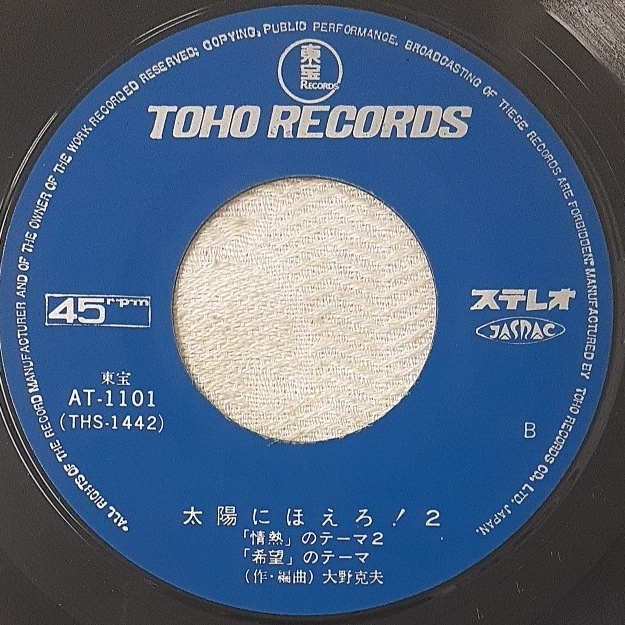 "ALL RIGHTS OF THE RECORD MANUFACTURER AND OF THE OWNER OF THE WORK RECORDED RESERVED; COPYING, PUBLIC PERFORMANCE, BROADCASTING OF THESE RECORDS ARE FORBIDDEN" MANUFACTURED BY TOHO RECORDS CO., LTD. JAPAN.
東宝
RECORDS
TOHO RECORDS
45rpm
ステレオ
JASRAC
東宝
AT-1101
(THS-1442)
B
太陽にほえろ!2
「情熱」のテーマ2
「希望」のテーマ
(作・編曲)大野克夫